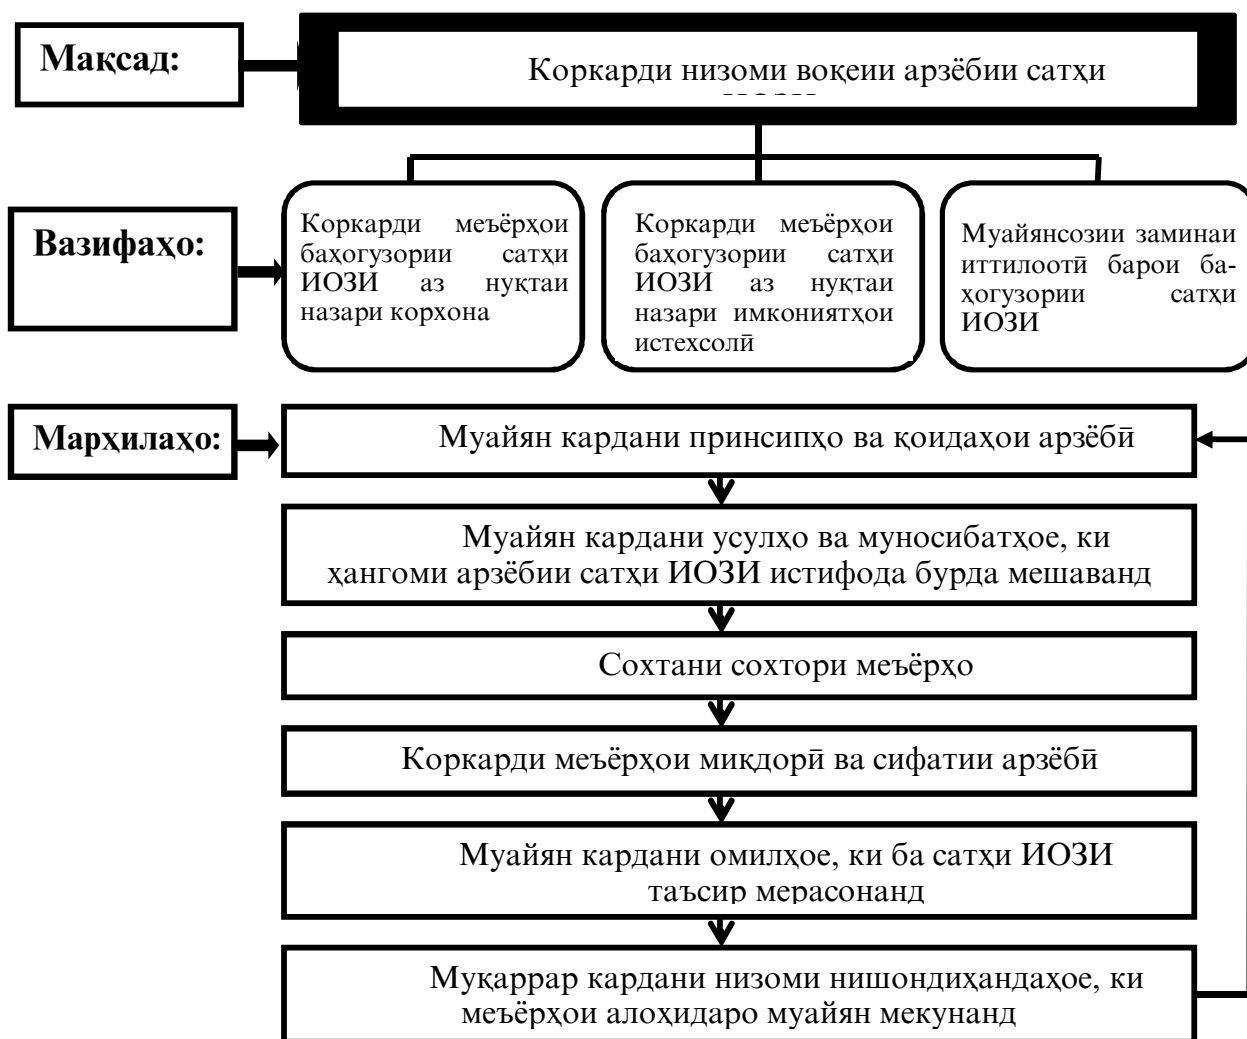 Мақсад:
Коркарди низоми воқеии арзёбии сатҳи
Вазифаҳо:
Коркарди меъёрҳои
баҳогузории сатҳи
ИОЗИ аз нуқтаи
назари корхона
Коркарди меъёрҳои
баҳогузории сатҳи
ИОЗИ аз нуқтаи
назари имкониятҳои
истехсолӣ
Муайянсозии заминаи
иттилоотӣ барои ба-
ҳогузории сатҳи
ИОЗИ
Марҳилаҳо:
Муайян кардани принсипҳо ва қоидаҳои арзёбӣ
Муайян кардани усулҳо ва муносибатҳое, ки
ҳангоми арзёбии сатҳи ИОЗИ истифода бурда мешаванд
Сохтани сохтори меъёрҳо
Коркарди меъёрҳои миқдорӣ ва сифатии арзёбӣ
Муайян кардани омилҳое, ки ба сатҳи ИОЗИ
таъсир мерасонанд
Муқаррар кардани низоми нишондиҳандаҳое, ки
меъёрҳои алоҳидаро муайян мекунанд